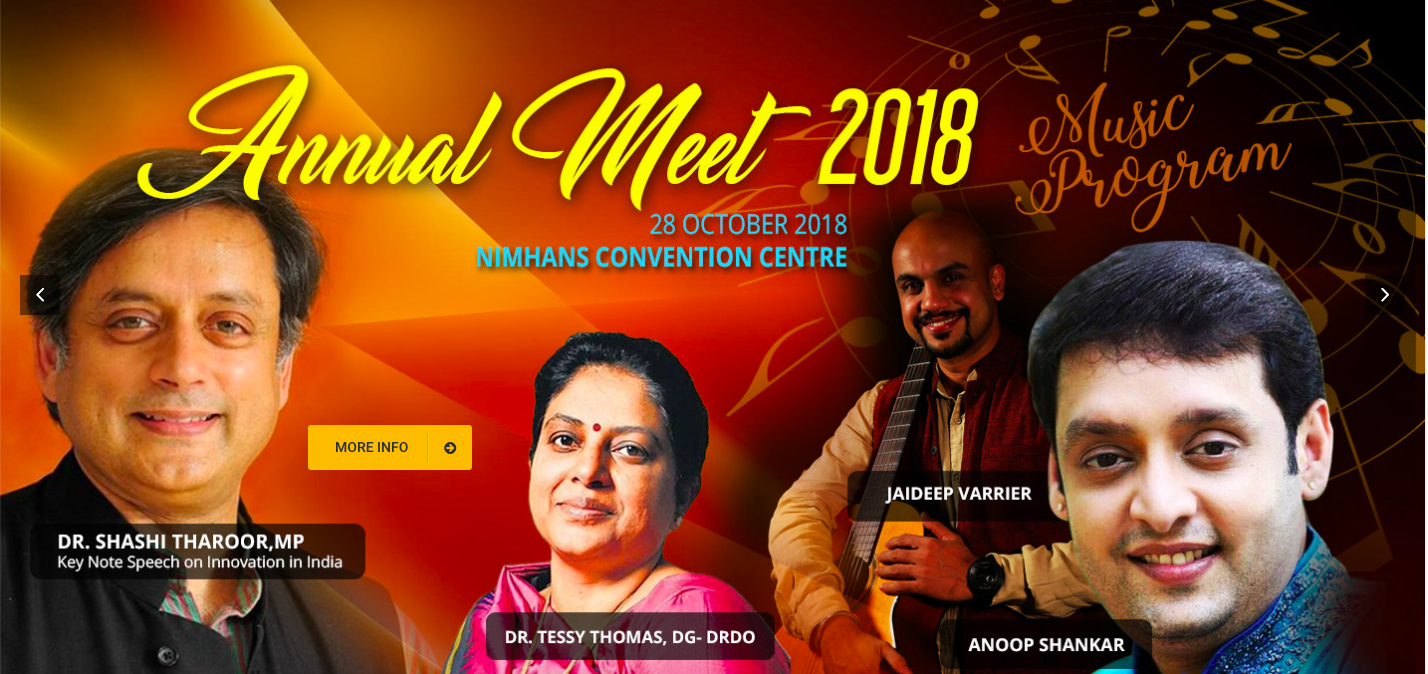 Annual Meet 2018
Music
Program
28 OCTOBER 2018
NIMHANS CONVENTION CENTRE
MORE INFO
JAIDEEP VARRIER
DR. SHASHI THAROOR,MP
Key Note Speech on Innovation in India
DR. TESSY THOMAS, DG- DRDO
ANOOP SHANKAR